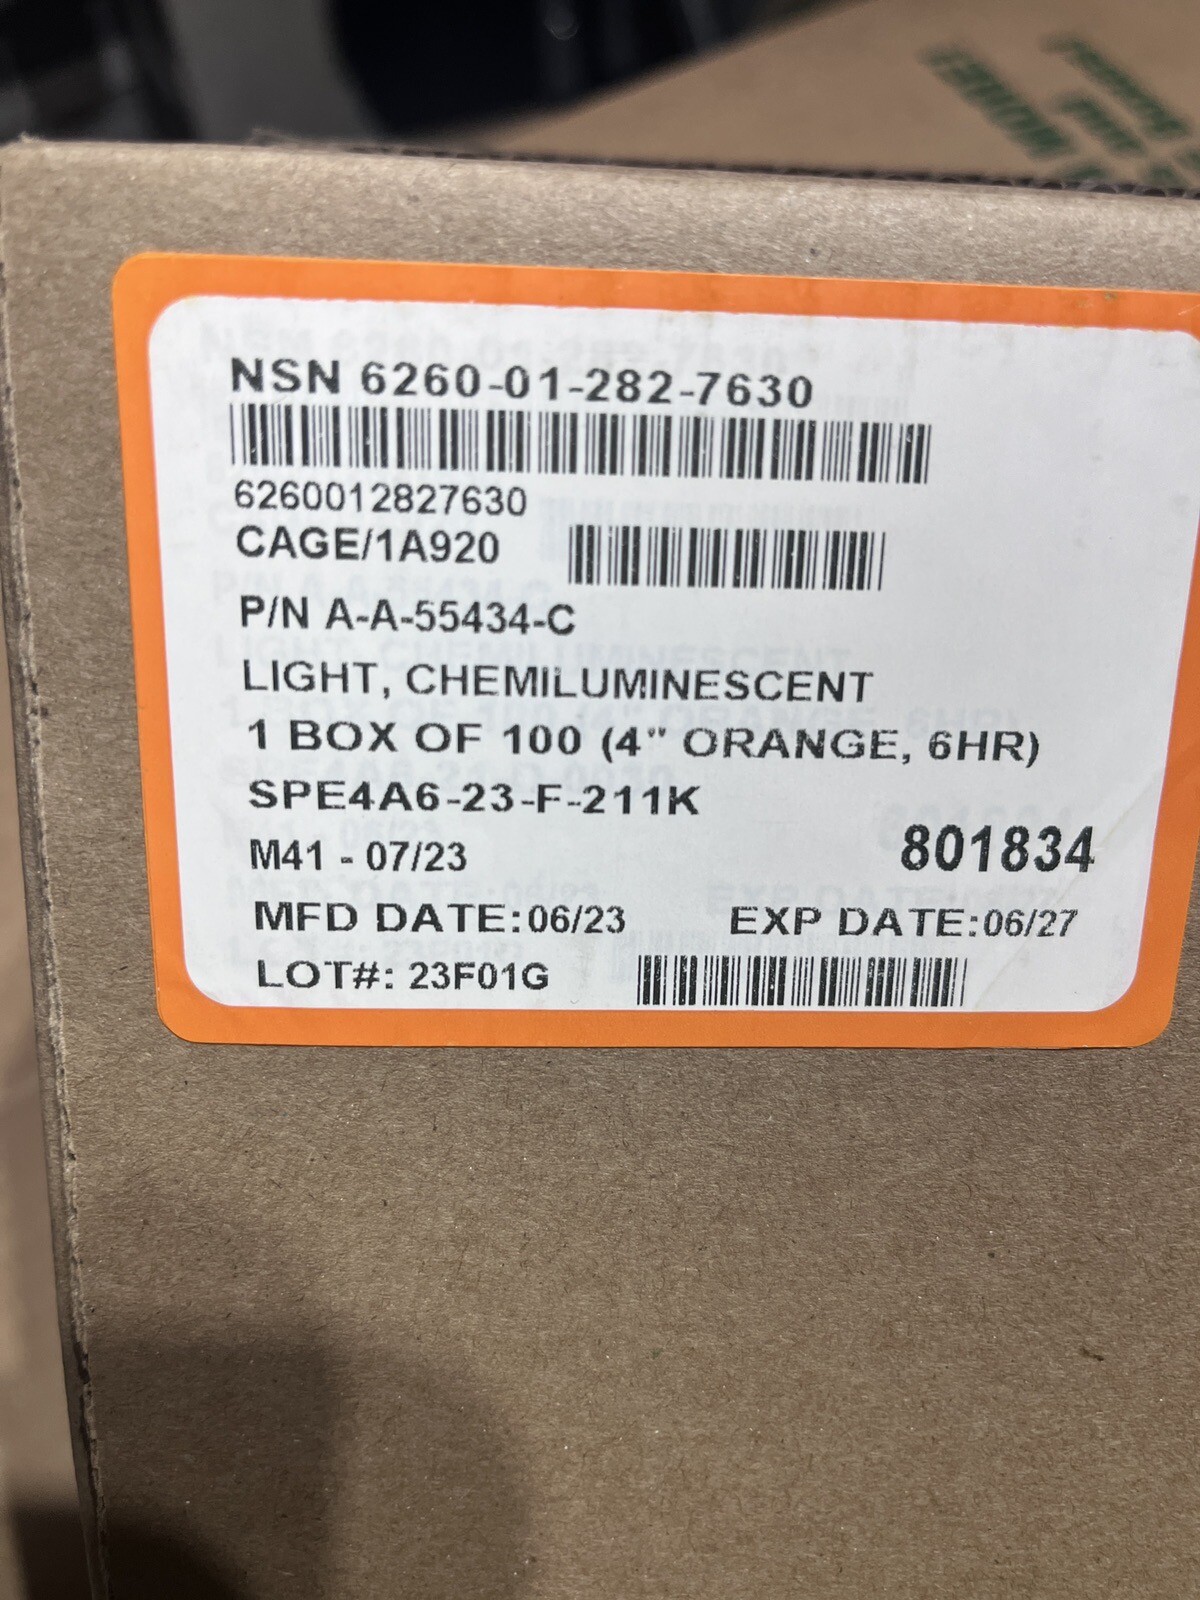 NSN 6260-01-282-7630
6260012827630
CAGE/1A920
P/N A-A-55434-C
LIGHT, CHEMILUMINESCENT
1 BOX OF 100 (4" ORANGE, 6HR)
SPE4A6-23-F-211K
M41 - 07/23 801834
MFD DATE:06/23 EXP DATE:06/27
LOT#: 23F01G